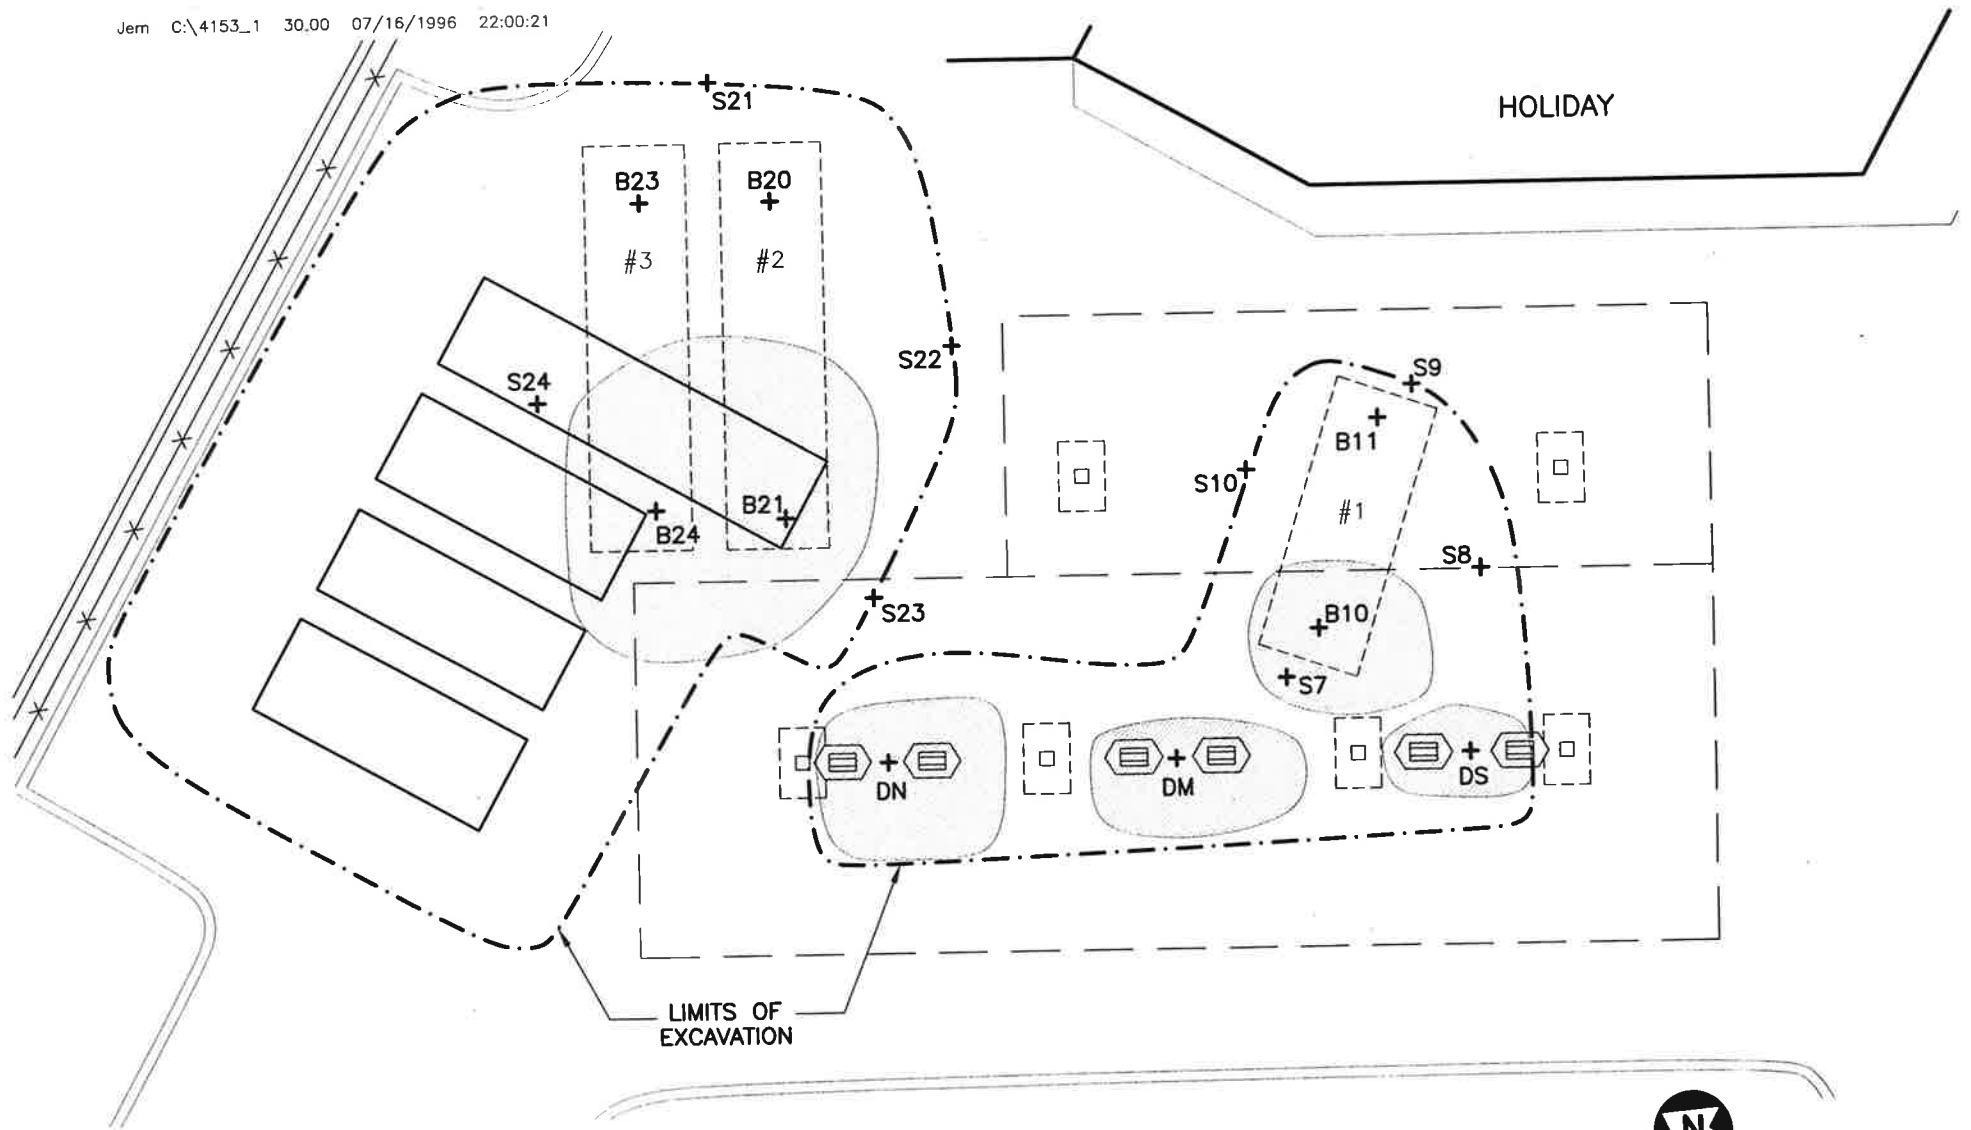 Jem C:\4153_1 30.00 07/16/1996 22:00:21
HOLIDAY
S21
B23
B20
#3
#2
S22
S9
S24
B11
S10
#1
B21
B24
S8
S23
B10
S7
DN
DM
DS
LIMITS OF
EXCAVATION
N